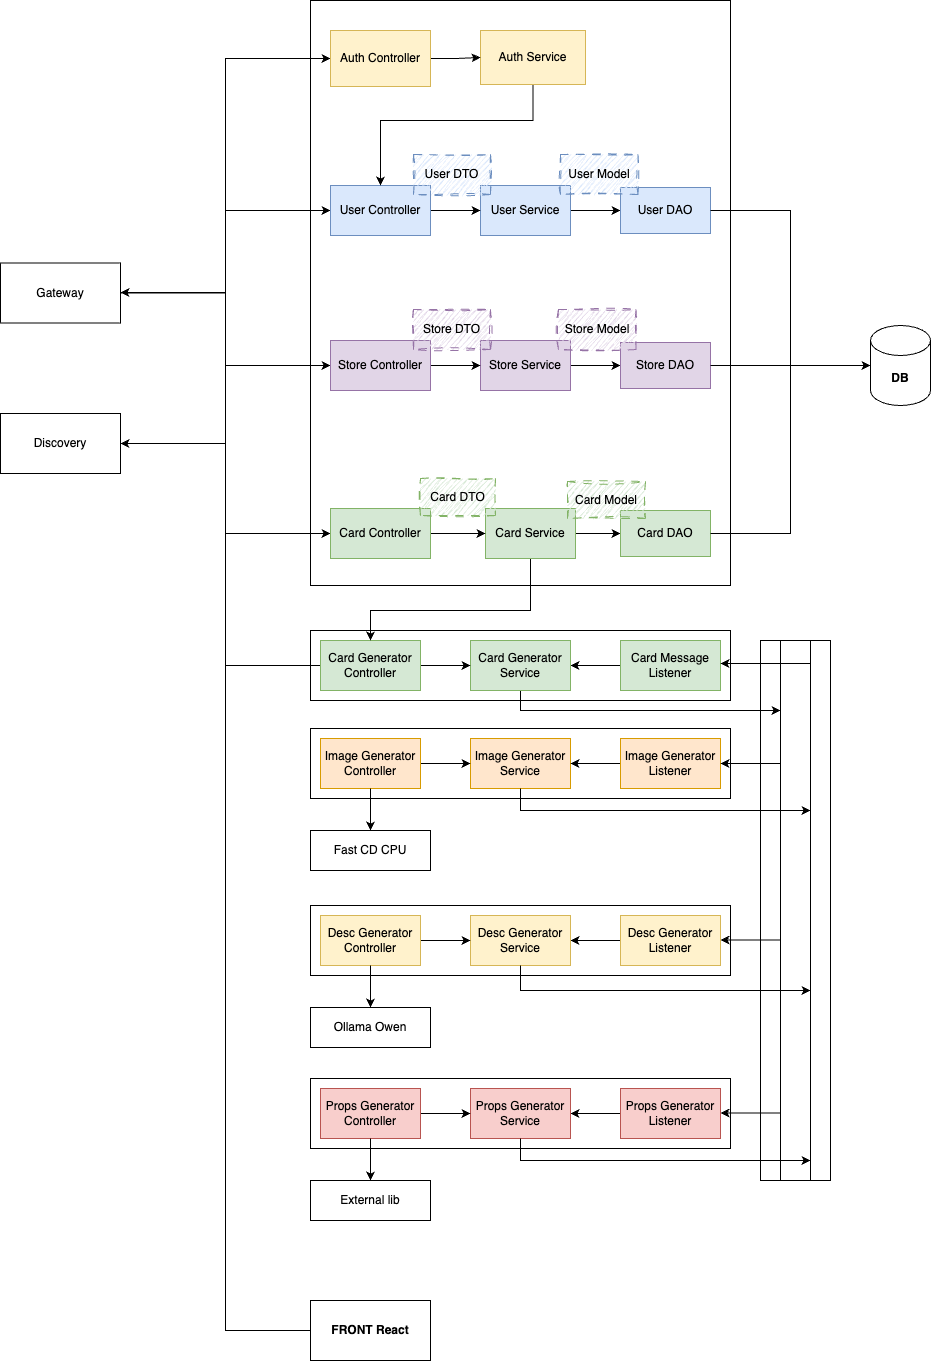 Auth Controller
Auth Service
User DTO
User Model
User Controller
User Service
User DAO
Gateway
Store DTO
Store Model
Store Controller
Store Service
Store DAO
DB
Discovery
Card DTO
Card Model
Card Controller
Card Service
Card DAO
Card Generator
Controller
Card Generator
Service
Card Message
Listener
Image Generator
Controller
Image Generator
Service
Image Generator
Listener
Fast CD CPU
Desc Generator
Controller
Desc Generator
Service
Desc Generator
Listener
Ollama Owen
Props Generator
Controller
Props Generator
Service
Props Generator
Listener
External lib
FRONT React